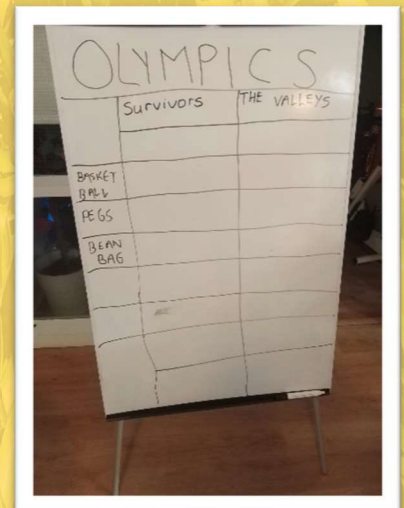 OLYMPICS
Survivors THE VALLEYS
BASKET
BALL
PEGS
BEAN
BAG